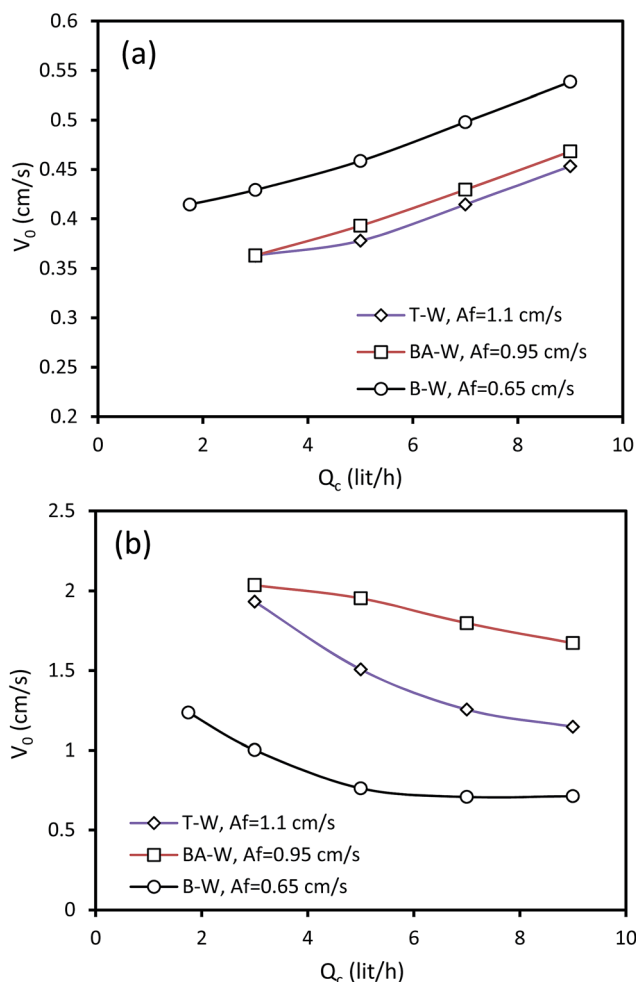 (a)
0.6
0.55
0.5
0.45
0.4
0.35
0.3
0.25
0.2
V0 (cm/s)
T-W, Af=1.1 cm/s
BA-W, Af=0.95 cm/s
B-W, Af=0.65 cm/s
0 2 4 6 8 10
Qc (lit/h)
(b)
2.5
2
1.5
1
0.5
0
V0 (cm/s)
T-W, Af=1.1 cm/s
BA-W, Af=0.95 cm/s
B-W, Af=0.65 cm/s
0 2 4 6 8 10
Qc (lit/h)